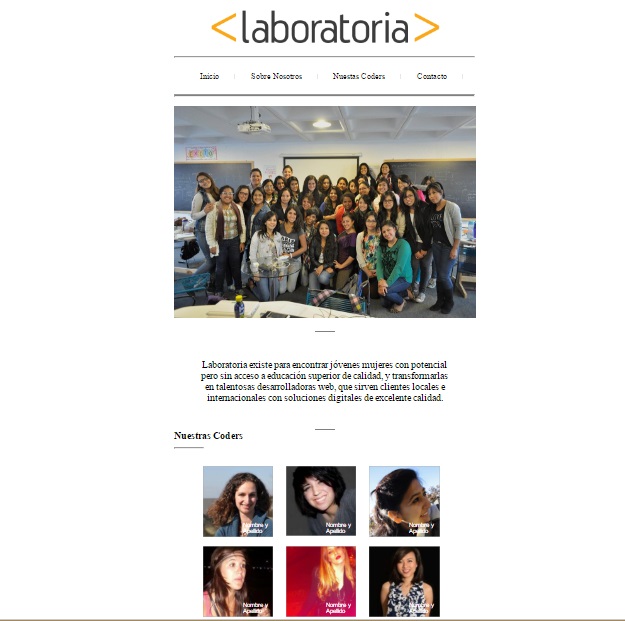 <laboratoria>
Inicio Sobre Nosotros Nuestas Coders Contacto
Laboratoria existe para encontrar jóvenes mujeres con potencial
pero sin acceso a educación superior de calidad, y transformarlas
en talentosas desarrolladoras web, que sirven clientes locales e
internacionales con soluciones digitales de excelente calidad.
Nuestras Coders
Nombre y
Apellido
Nombre y
Apellido
Nombre y
Apellido
Nombre y
Apellido
Nombre y
Apellido
Nombre y
Apellido